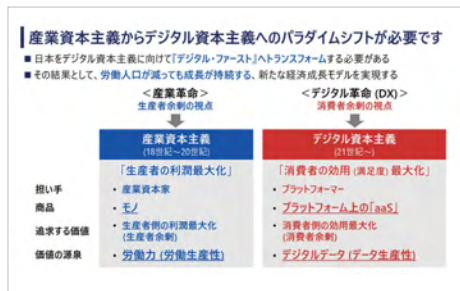 産業資本主義からデジタル資本主義へのパラダイムシフトが必要です
■ 日本をデジタル資本主義に向けて『デジタル・ファースト』へトランスフォームする必要がある
■ その結果として、労働人口が減っても成長が持続する、新たな経済成長モデルを実現する
＜産業革命＞
生産者余剰の視点
＜デジタル革命 (DX)＞
消費者余剰の視点
産業資本主義
(18世紀～20世紀)
デジタル資本主義
(21世紀～)
「生産者の利潤最大化」
「消費者の効用 (満足度) 最大化」
担い手
・産業資本家
・プラットフォーマー
商品
・モノ
・プラットフォーム上の「aaS」
追求する価値
・生産者側の利潤最大化
(生産者余剰)
・消費者側の効用最大化
(消費者余剰)
価値の源泉
・労働力 (労働生産性)
・デジタルデータ (データ生産性)